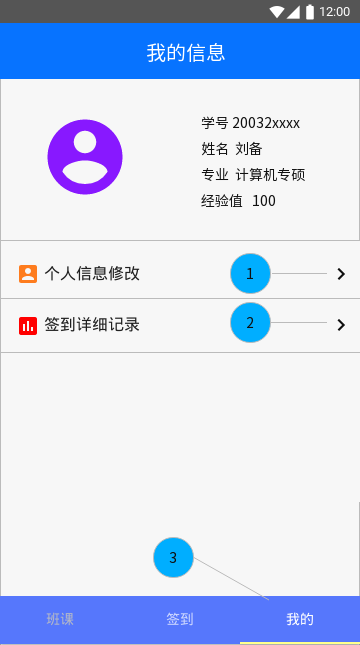 12:00
我的信息
学号 20032xxxx
姓名 刘备
专业 计算机专硕
经验值 100
个人信息修改 1
签到详细记录 2
3
班课 签到 我的